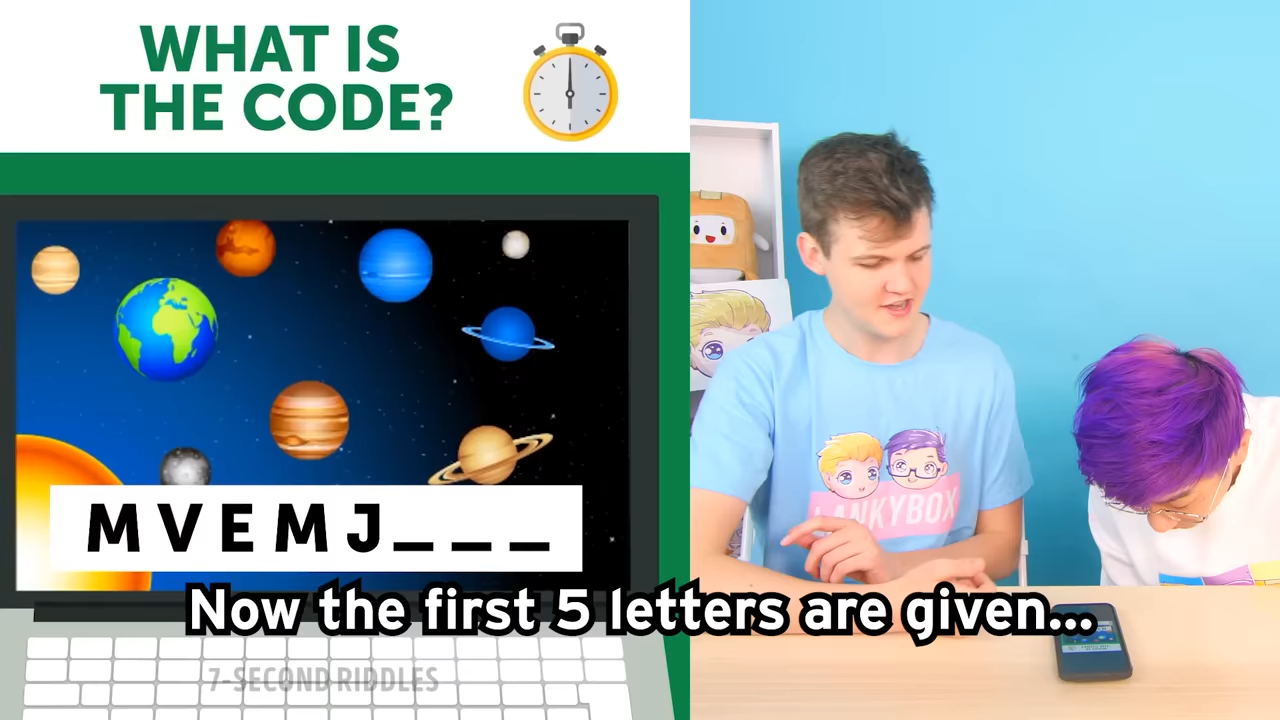 WHAT IS
THE CODE?
M V E M J _ _ _
Now the first 5 letters are given...
7-SECOND RIDDLES
LANKYBOX